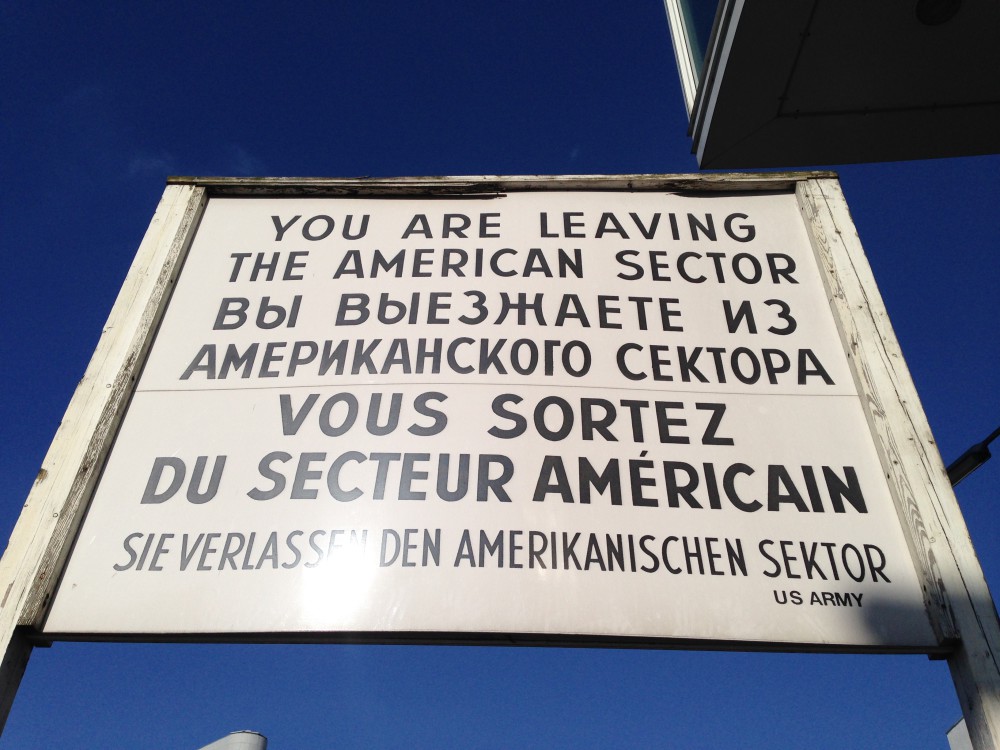 YOU ARE LEAVING
THE AMERICAN SECTOR
ВЫ ВЫЕЗЖАЕТЕ ИЗ
АМЕРИКАНСКОГО СЕКТОРА
VOUS SORTEZ
DU SECTEUR AMÉRICAIN
SIE VERLASSEN DEN AMERIKANISCHEN SEKTOR
US ARMY